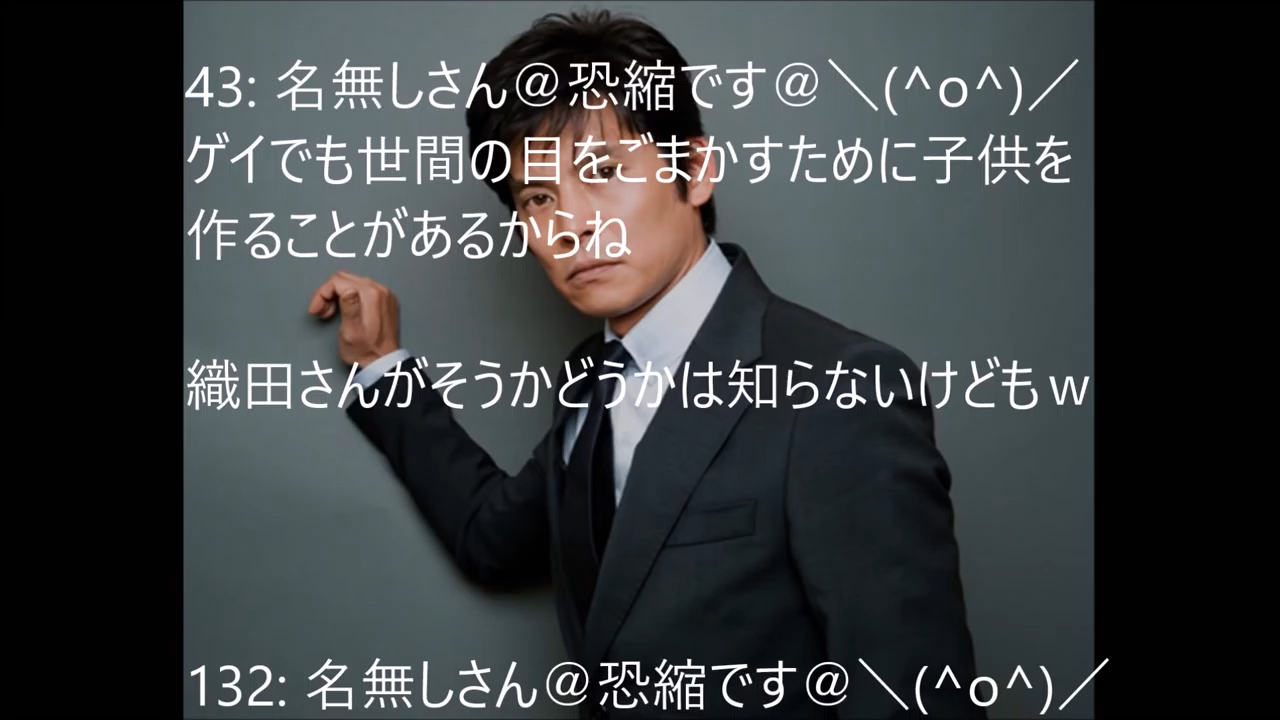 43: 名無しさん@恐縮です@＼(^o^)／
ゲイでも世間の目をごまかすために子供を
作ることがあるからね
織田さんがそうかどうかは知らないけどもｗ
132: 名無しさん@恐縮です@＼(^o^)／